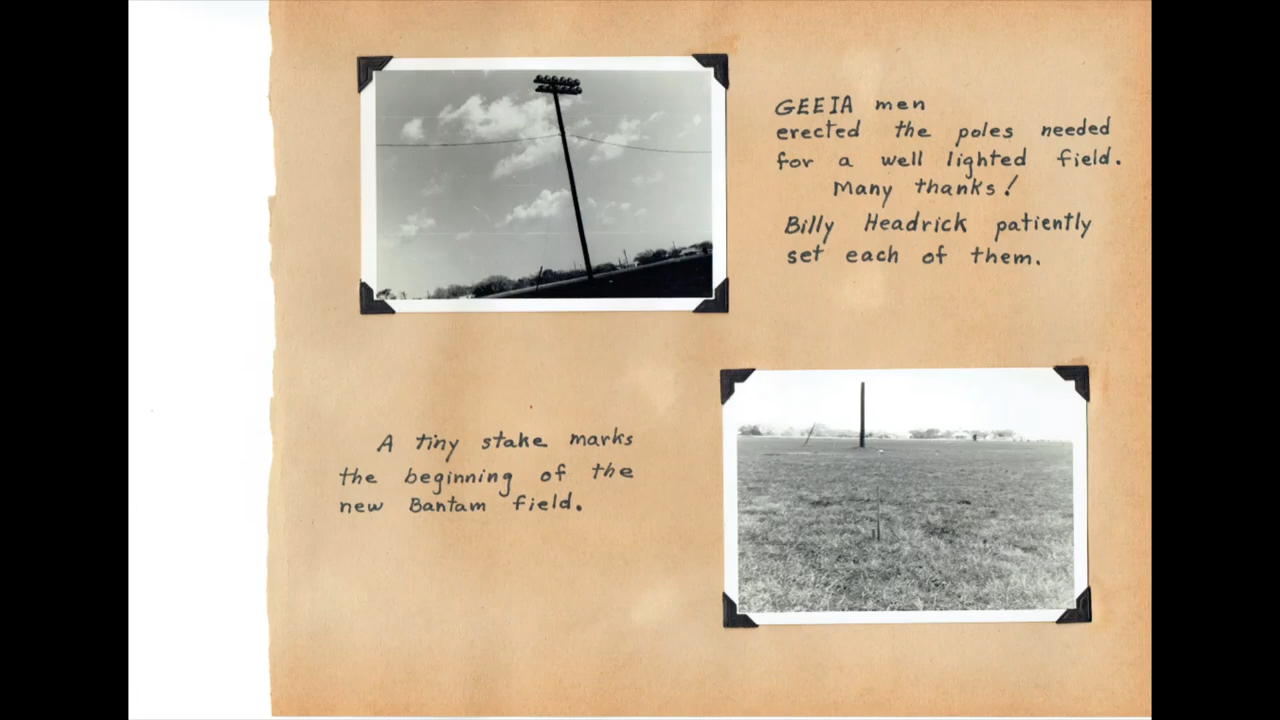 GEEIA men
erected the poles needed
for a well lighted field.
Many thanks!
Billy Headrick patiently
set each of them.
A tiny stake marks
the beginning of the
new Bantam field.